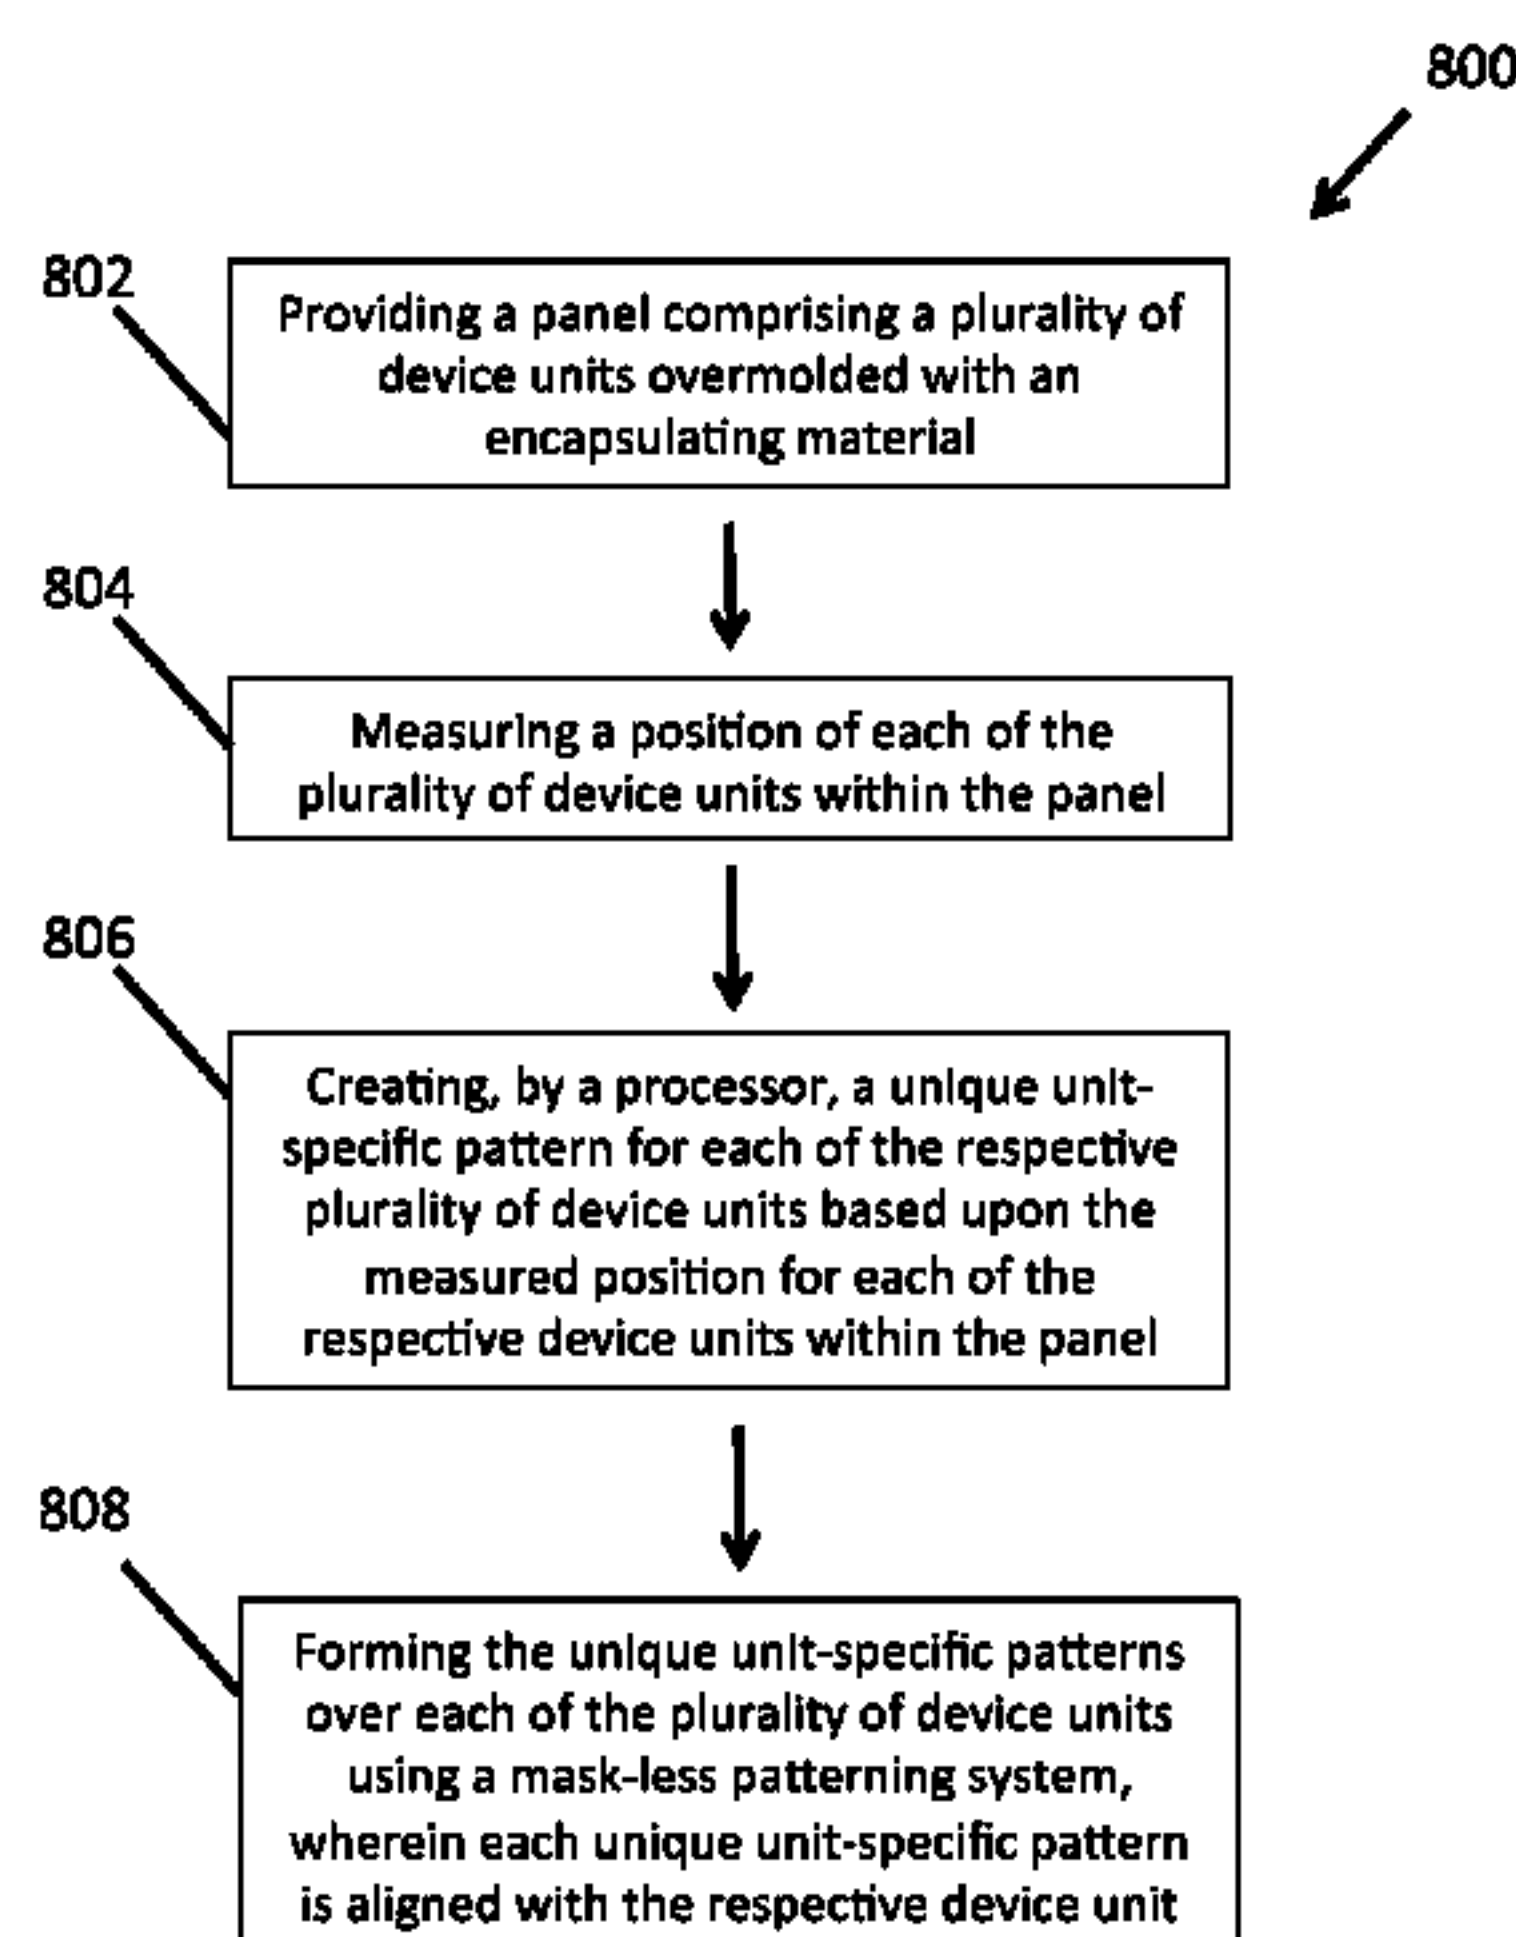 800
802
Providing a panel comprising a plurality of
device units overmolded with an
encapsulating material
804
Measuring a position of each of the
plurality of device units within the panel
806
Creating, by a processor, a unique unit-
specific pattern for each of the respective
plurality of device units based upon the
measured position for each of the
respective device units within the panel
808
Forming the unique unit-specific patterns
over each of the plurality of device units
using a mask-less patterning system,
wherein each unique unit-specific pattern
is aligned with the respective device unit